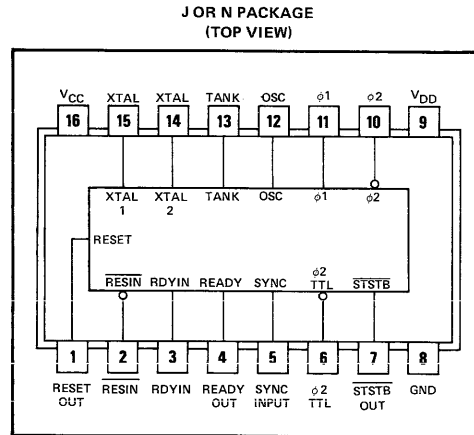 J OR N PACKAGE
(TOP VIEW)
VCC XTAL XTAL TANK OSC ϕ1 ϕ2 VDD
16 15 14 13 12 11 10 9
XTAL 1 XTAL 2 TANK OSC ϕ1 ϕ2
RESET
RESIN RDYIN READY SYNC ϕ2 TTL STSTB
1 2 3 4 5 6 7 8
RESET OUT RESIN RDYIN READY OUT SYNC INPUT ϕ2 TTL STSTB OUT GND